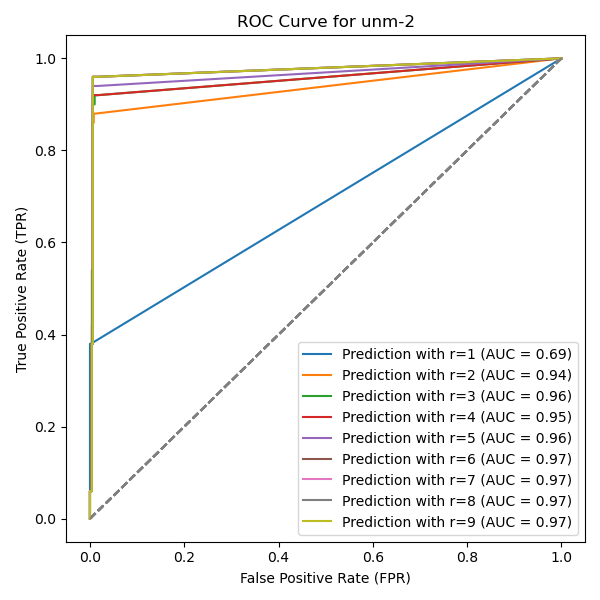 ROC Curve for unm-2
True Positive Rate (TPR)
1.0
0.8
0.6
0.4
0.2
0.0
Prediction with r=1 (AUC = 0.69)
Prediction with r=2 (AUC = 0.94)
Prediction with r=3 (AUC = 0.96)
Prediction with r=4 (AUC = 0.95)
Prediction with r=5 (AUC = 0.96)
Prediction with r=6 (AUC = 0.97)
Prediction with r=7 (AUC = 0.97)
Prediction with r=8 (AUC = 0.97)
Prediction with r=9 (AUC = 0.97)
0.0 0.2 0.4 0.6 0.8 1.0
False Positive Rate (FPR)